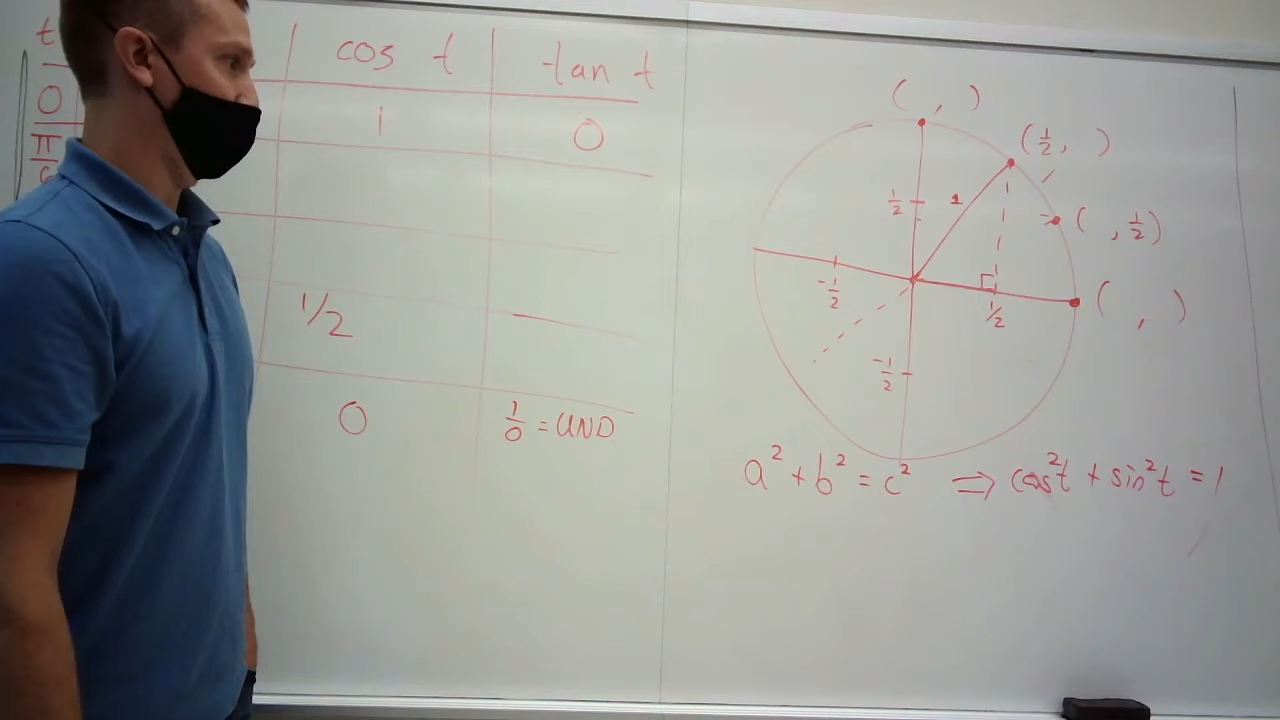 t cos t tan t
0 1 0
π/6
1/2
0 1/0 = UND
( , )
(1/2, )
1/2 1
( , 1/2)
-1/2 1/2 ( , )
-1/2
a² + b² = c² ⇒ cos²t + sin²t = 1